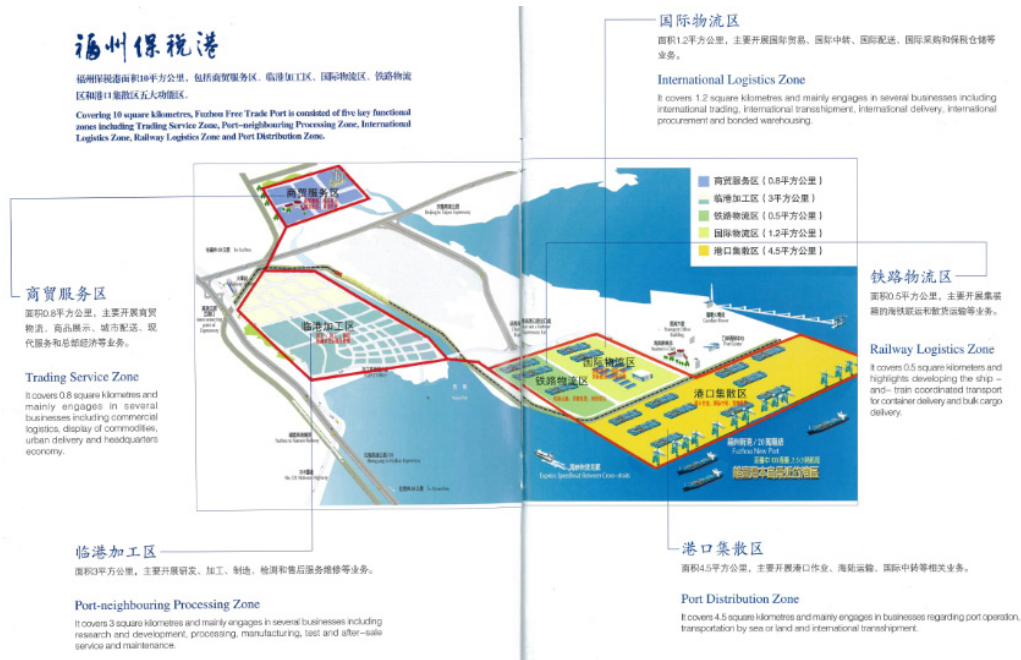 福州保税港
福州保税港面积10平方公里，包括商贸服务区、临港加工区、国际物流区、铁路物流
区和港口集散区五大功能区。
Covering 10 square kilometres, Fuzhou Free Trade Port is consisted of five key functional
zones including Trading Service Zone, Port-neighbouring Processing Zone, International
Logistics Zone, Railway Logistics Zone and Port Distribution Zone.
国际物流区
面积1.2平方公里，主要开展国际贸易、国际中转、国际配送、国际采购和保税仓储等
业务。
International Logistics Zone
It covers 1.2 square kilometres and mainly engages in several businesses including
international trading, international transshipment, international delivery, international
procurement and bonded warehousing.
商贸服务区
商贸服务区（0.8平方公里）
临港加工区（3平方公里）
铁路物流区（0.5平方公里）
国际物流区（1.2平方公里）
港口集散区（4.5平方公里）
临港加工区
国际物流区
铁路物流区
港口集散区
Fuzhou New Port
Express Speedboat Between Cross-straits
商贸服务区
面积0.8平方公里，主要开展商贸
物流、商品展示、城市配送、现
代服务和总部经济等业务。
Trading Service Zone
It covers 0.8 square kilometres and
mainly engages in several
businesses including commercial
logistics, display of commodities,
urban delivery and headquarters
economy.
铁路物流区
面积0.5平方公里，主要开展集装
箱的海铁联运和散货运输等业务。
Railway Logistics Zone
It covers 0.5 square kilometers and
highlights developing the ship -
and- train coordinated transport
for container delivery and bulk cargo
delivery.
临港加工区
面积3平方公里，主要开展研发、加工、制造、检测和售后服务维修等业务。
Port-neighbouring Processing Zone
It covers 3 square kilometres and mainly engages in several businesses including
research and development, processing, manufacturing, test and after-sale
service and maintenance.
港口集散区
面积4.5平方公里，主要开展港口作业、海陆运输、国际中转等相关业务。
Port Distribution Zone
It covers 4.5 square kilometres and mainly engages in businesses regarding port operation,
transportation by sea or land and international transshipment.